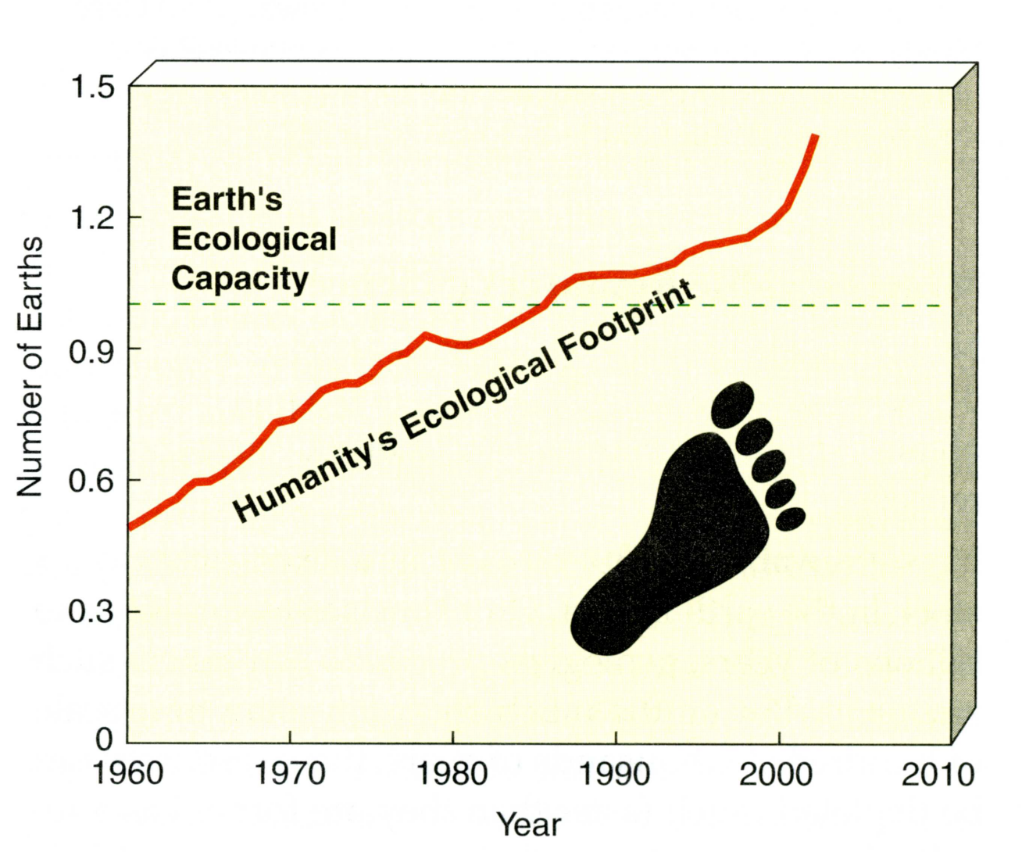 1.5
Earth's
Ecological
Capacity
1.2
0.9
0.6
0.3
0
Number of Earths
Humanity's Ecological Footprint
1960 1970 1980 1990 2000 2010
Year